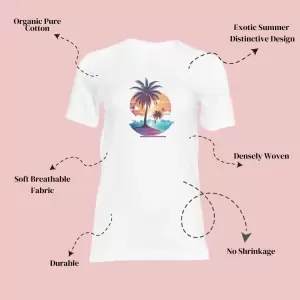 Organic Pure
Cotton
Exotic Summer
Distinctive Design
Soft Breathable
Fabric
Densely Woven
Durable
No Shrinkage